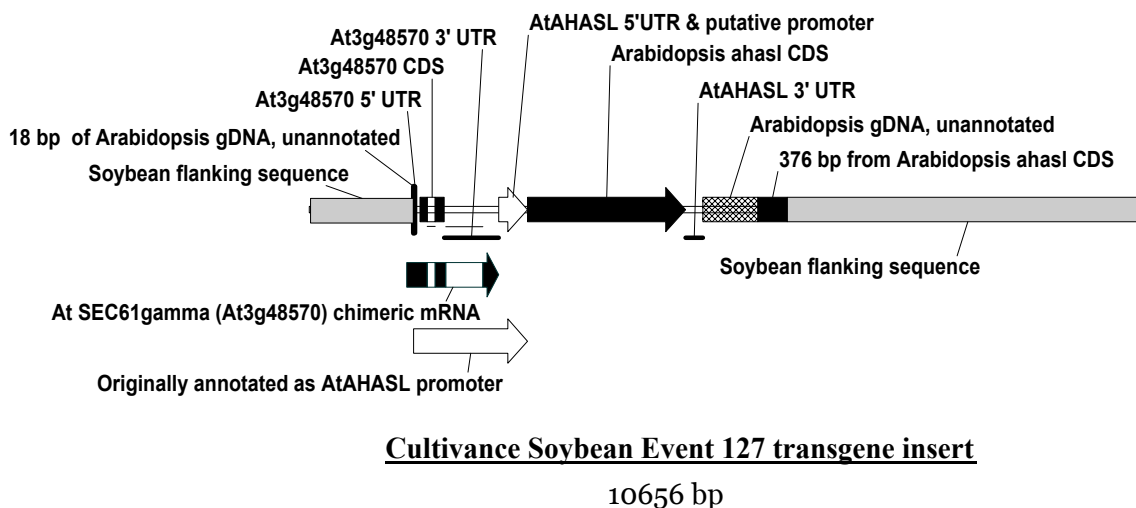 AtAHASL 5'UTR & putative promoter
At3g48570 3' UTR
Arabidopsis ahasl CDS
At3g48570 CDS
AtAHASL 3' UTR
At3g48570 5' UTR
Arabidopsis gDNA, unannotated
18 bp of Arabidopsis gDNA, unannotated
376 bp from Arabidopsis ahasl CDS
Soybean flanking sequence
Soybean flanking sequence
At SEC61gamma (At3g48570) chimeric mRNA
Originally annotated as AtAHASL promoter
Cultivance Soybean Event 127 transgene insert
10656 bp